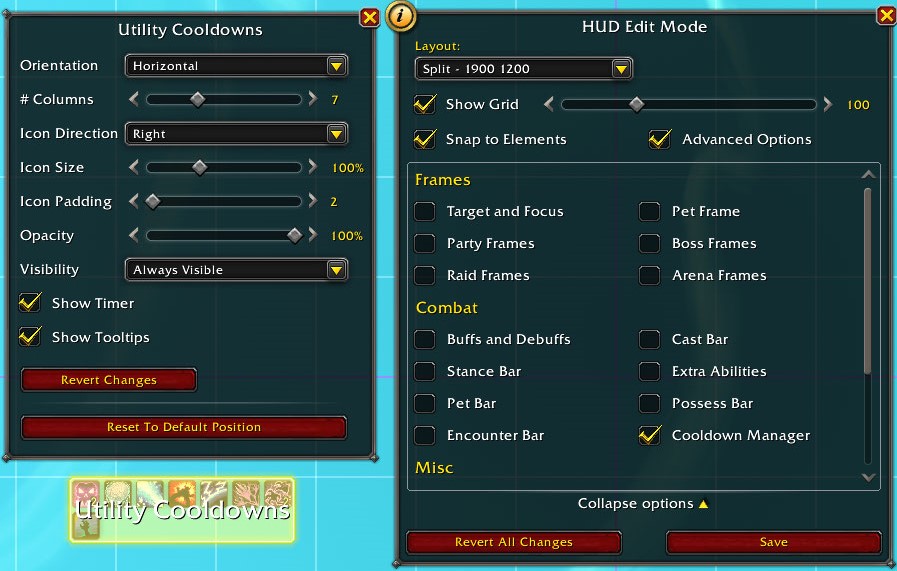 Utility Cooldowns
Orientation Horizontal
# Columns 7
Icon Direction Right
Icon Size 100%
Icon Padding 2
Opacity 100%
Visibility Always Visible
Show Timer
Show Tooltips
Revert Changes
Reset To Default Position
Utility Cooldowns
i
HUD Edit Mode
Layout:
Split - 1900 1200
Show Grid 100
Snap to Elements Advanced Options
Frames
Target and Focus Pet Frame
Party Frames Boss Frames
Raid Frames Arena Frames
Combat
Buffs and Debuffs Cast Bar
Stance Bar Extra Abilities
Pet Bar Possess Bar
Encounter Bar Cooldown Manager
Misc
Collapse options
Revert All Changes Save